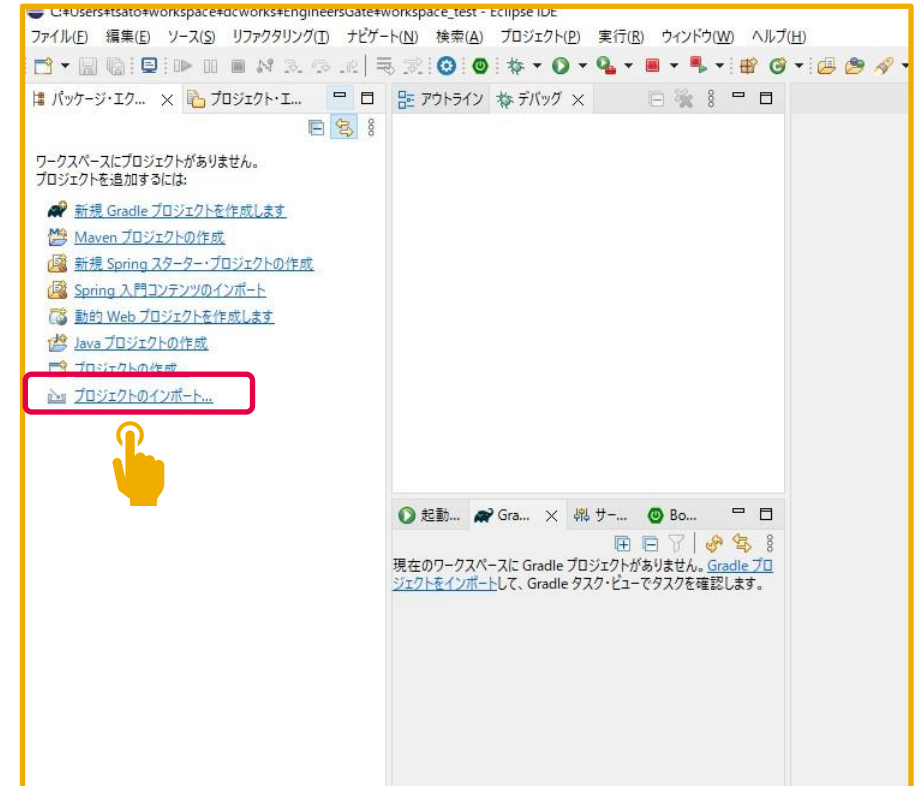 C:¥Users¥tsato¥workspace¥dcworks¥EngineersGate¥workspace_test - Eclipse IDE
ファイル(F) 編集(E) ソース(S) リファクタリング(T) ナビゲート(N) 検索(A) プロジェクト(P) 実行(R) ウィンドウ(W) ヘルプ(H)
パッケージ・エク... プロジェクト・エ... アウトライン デバッグ
ワークスペースにプロジェクトがありません。
プロジェクトを追加するには:
新規 Gradle プロジェクトを作成します
Maven プロジェクトの作成
新規 Spring スターター・プロジェクトの作成
Spring 入門コンテンツのインポート
動的 Web プロジェクトを作成します
Java プロジェクトの作成
プロジェクトの作成...
プロジェクトのインポート...
起動... Gra... サー... Bo...
現在のワークスペースに Gradle プロジェクトがありません。Gradle プロ
ジェクトをインポートして、Gradle タスク・ビューでタスクを確認します。